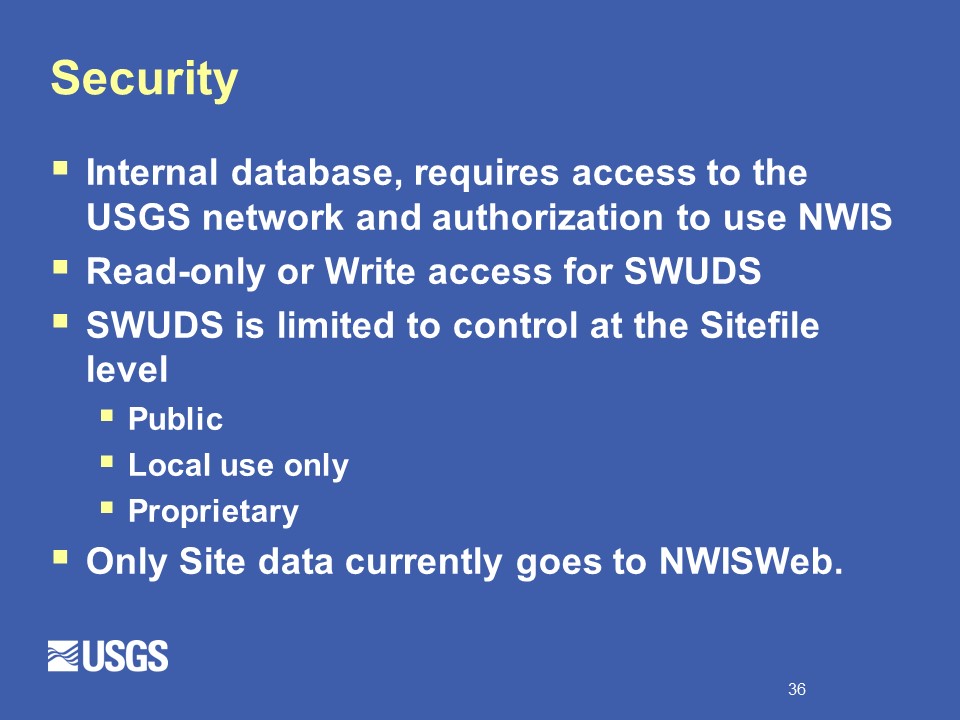 Security
Internal database, requires access to the
USGS network and authorization to use NWIS
Read-only or Write access for SWUDS
SWUDS is limited to control at the Sitefile
level
Public
Local use only
Proprietary
Only Site data currently goes to NWISWeb.
USGS
36